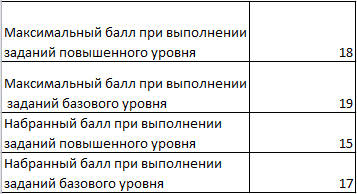 Максимальный балл при выполнении
заданий повышенного уровня 18
Максимальный балл при выполнении
заданий базового уровня 19
Набранный балл при выполнении
заданий повышенного уровня 15
Набранный балл при выполнении
заданий базового уровня 17